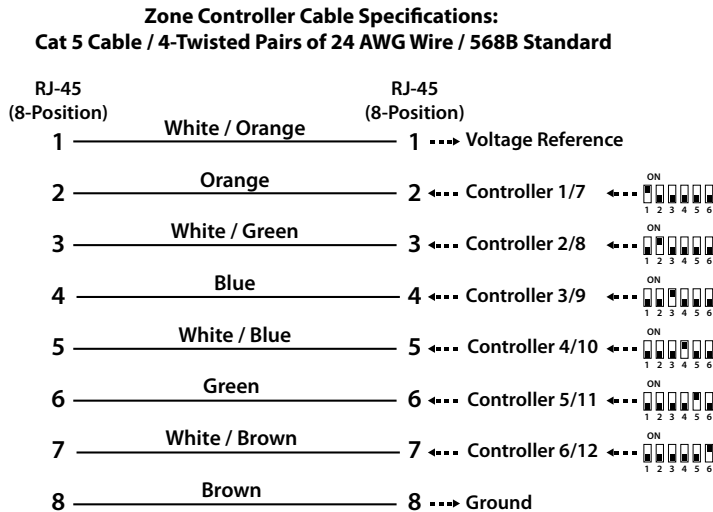 Zone Controller Cable Specifications:
Cat 5 Cable / 4-Twisted Pairs of 24 AWG Wire / 568B Standard
RJ-45 RJ-45
(8-Position) (8-Position)
1 White / Orange 1 Voltage Reference
ON
2 Orange 2 Controller 1/7
1 2 3 4 5 6
ON
3 White / Green 3 Controller 2/8
1 2 3 4 5 6
ON
4 Blue 4 Controller 3/9
1 2 3 4 5 6
ON
5 White / Blue 5 Controller 4/10
1 2 3 4 5 6
ON
6 Green 6 Controller 5/11
1 2 3 4 5 6
ON
7 White / Brown 7 Controller 6/12
1 2 3 4 5 6
8 Brown 8 Ground